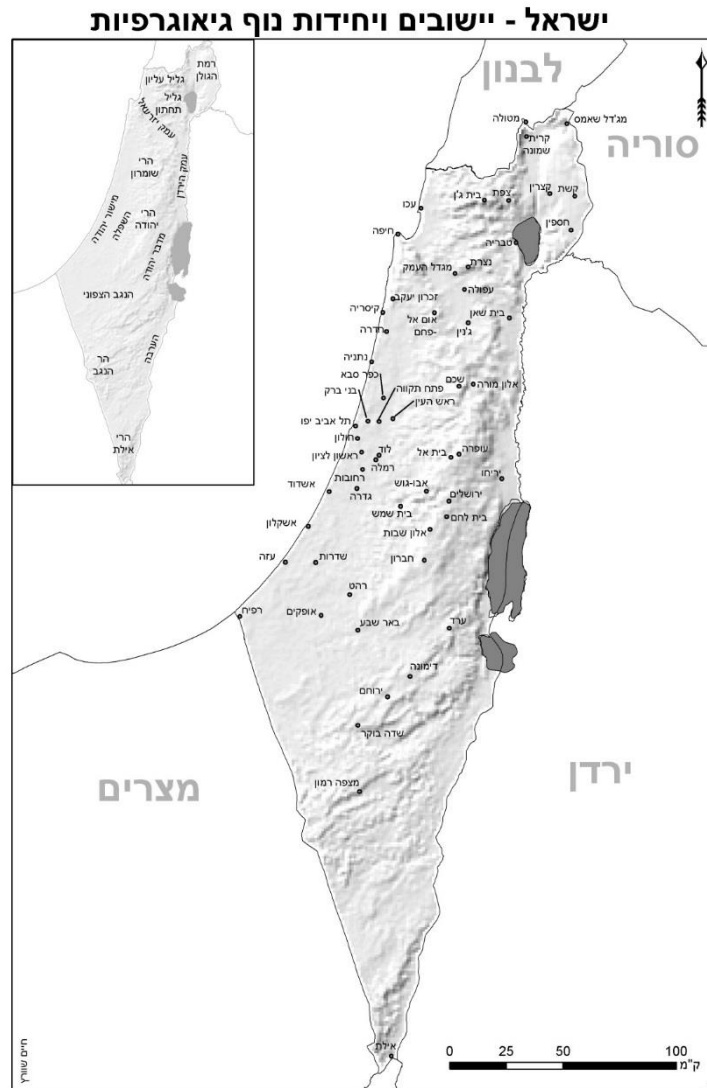 ישראל - יישובים ויחידות נוף גיאוגרפיות
רמת
הגולן
גליל עליון
גליל
תחתון
עמק יזרעאל
הרי
שומרון
עמק הירדן
מישור יהודה
השפלה
הרי
יהודה
מדבר יהודה
הנגב הצפוני
הערבה
הר
הנגב
הרי
אילת
לבנון
סוריה
ירדן
מצרים
מטולה
מג'דל שאמס
קרית
שמונה
קצרין
קשת
צפת
בית ג'ן
עכו
חספין
חיפה
טבריה
נצרת
מגדל העמק
עפולה
זכרון יעקב
קיסריה
אום אל
-פחם
בית שאן
ג'נין
חדרה
נתניה
כפר סבא
שכם
אלון מורה
פתח תקווה
בני ברק
ראש העין
תל אביב יפו
חולון
ראשון לציון
לוד
רמלה
עופרה
בית אל
יריחו
רחובות
אבו-גוש
אשדוד
גדרה
ירושלים
בית שמש
בית לחם
אלון שבות
אשקלון
חברון
שדרות
עזה
רהט
אופקים
רפיח
באר שבע
ערד
דימונה
ירוחם
שדה בוקר
מצפה רמון
אילת
0 25 50 100
ק"מ
חיים שוורץ